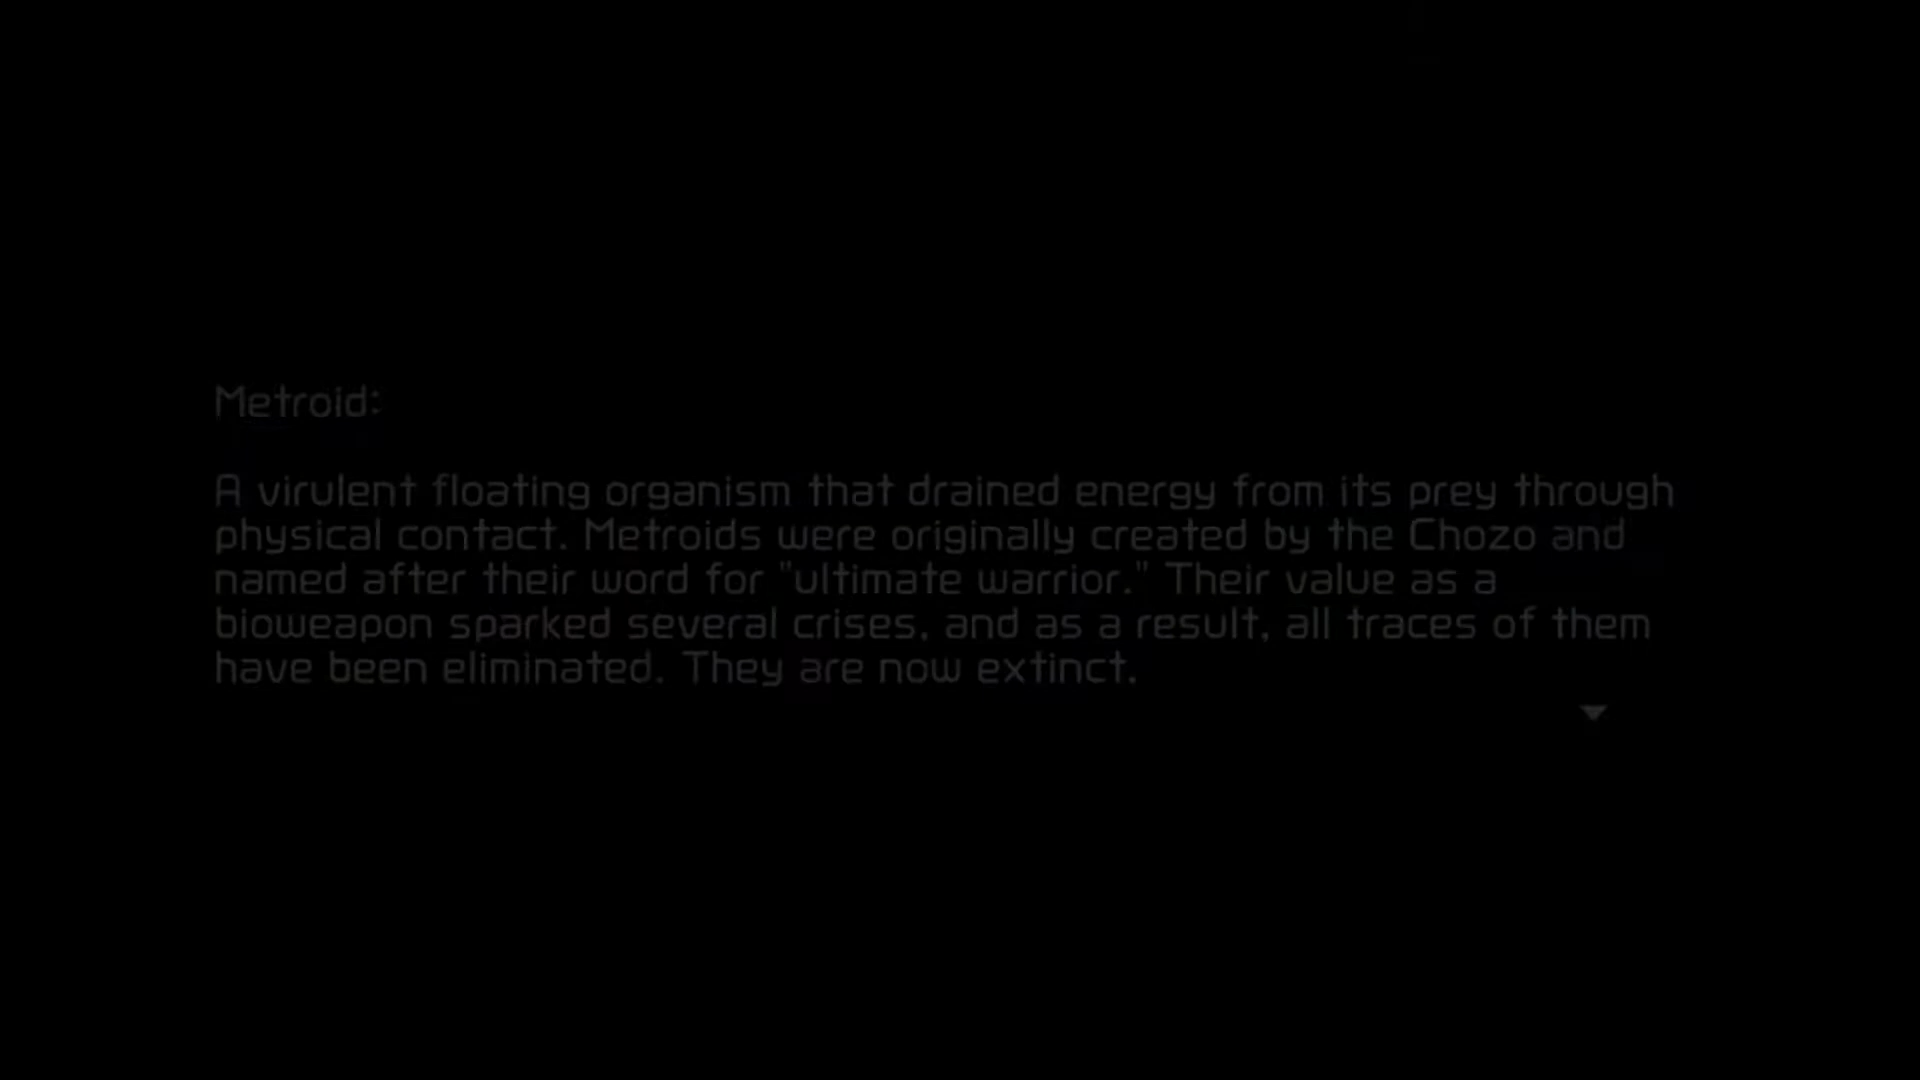 Metroid:
A virulent floating organism that drained energy from its prey through
physical contact. Metroids were originally created by the Chozo and
named after their word for "ultimate warrior." Their value as a
bioweapon sparked several crises, and as a result, all traces of them
have been eliminated. They are now extinct.